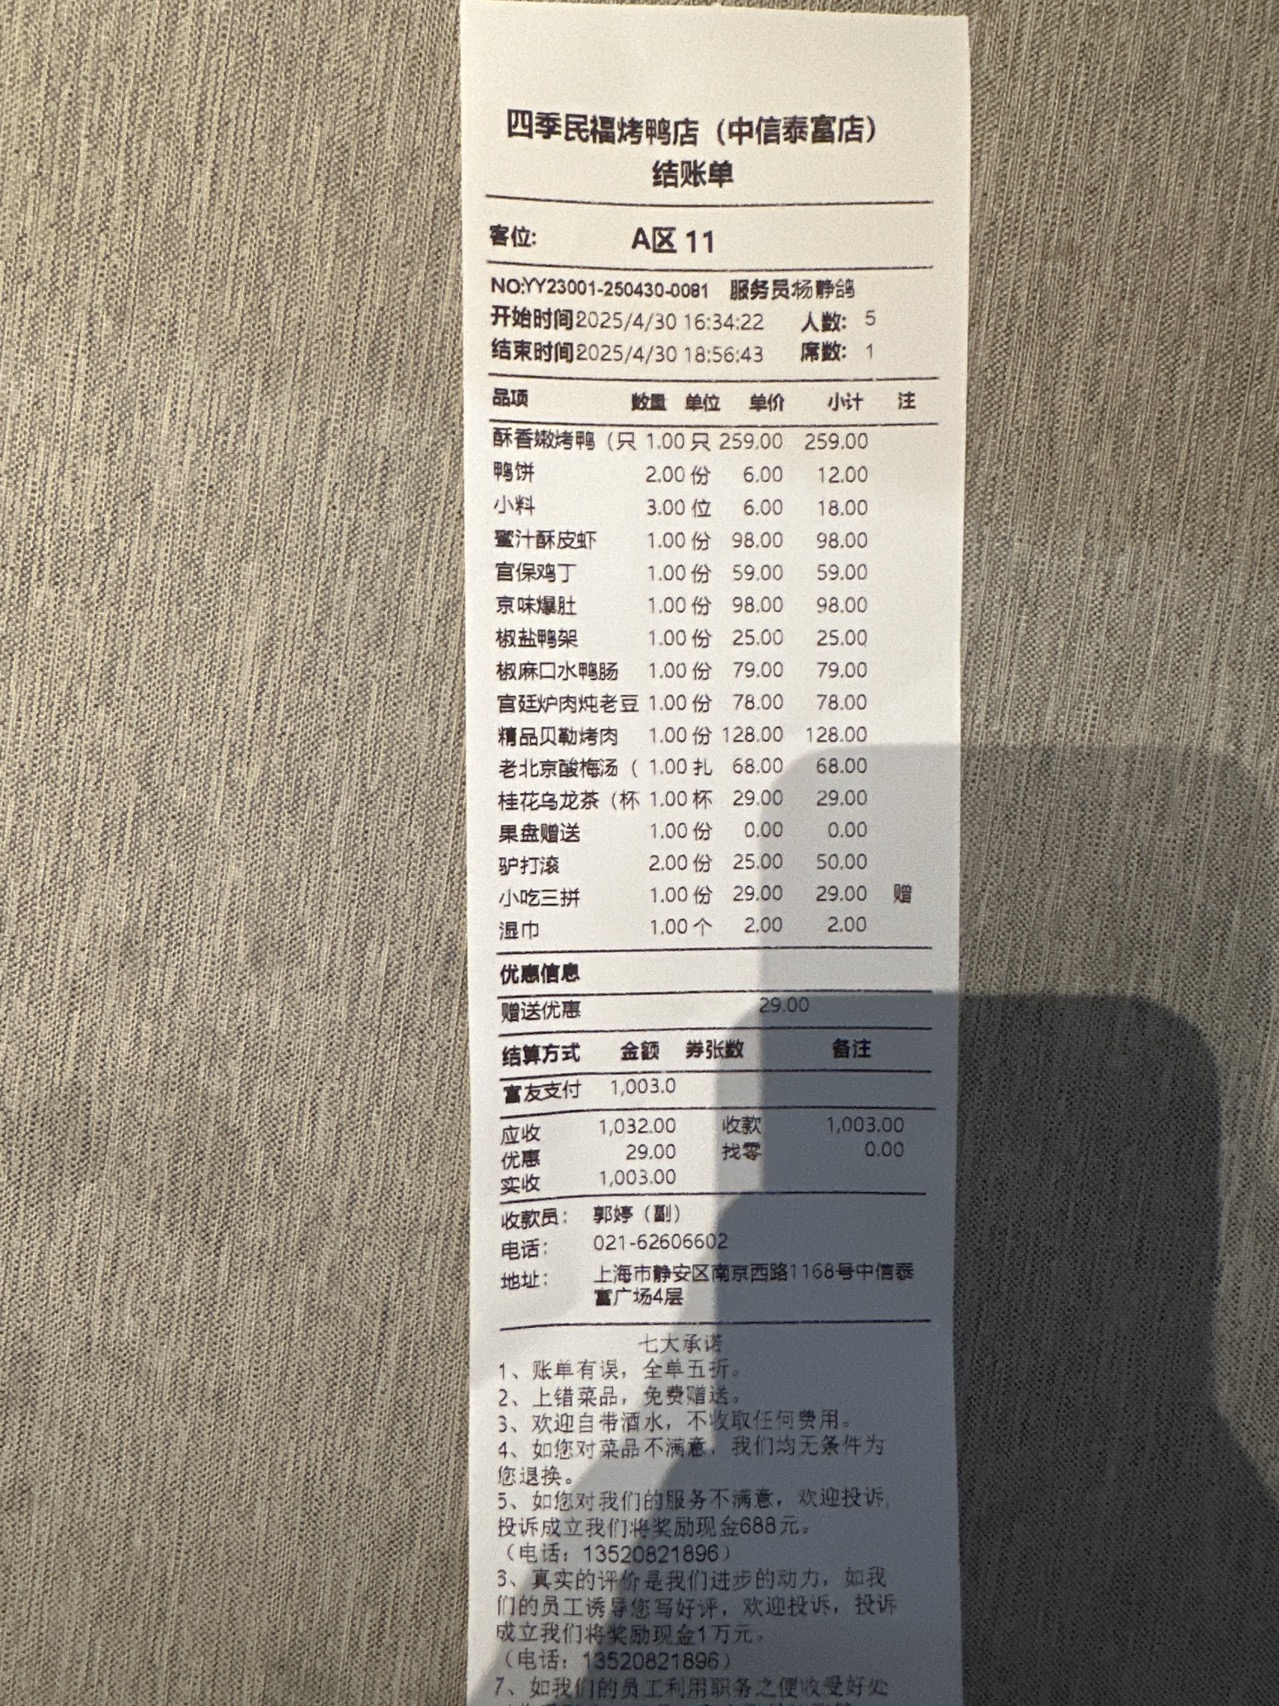 四季民福烤鸭店（中信泰富店）
结账单
客位: A区 11
NO:YY23001-250430-0081 服务员杨静鸽
开始时间2025/4/30 16:34:22 人数: 5
结束时间2025/4/30 18:56:43 席数: 1
品项 数量 单位 单价 小计 注
酥香嫩烤鸭（只 1.00 只 259.00 259.00
鸭饼 2.00 份 6.00 12.00
小料 3.00 位 6.00 18.00
蜜汁酥皮虾 1.00 份 98.00 98.00
宫保鸡丁 1.00 份 59.00 59.00
京味爆肚 1.00 份 98.00 98.00
椒盐鸭架 1.00 份 25.00 25.00
椒麻口水鸭肠 1.00 份 79.00 79.00
宫廷炉肉炖老豆 1.00 份 78.00 78.00
精品贝勒烤肉 1.00 份 128.00 128.00
老北京酸梅汤（ 1.00 扎 68.00 68.00
桂花乌龙茶（杯 1.00 杯 29.00 29.00
果盘赠送 1.00 份 0.00 0.00
驴打滚 2.00 份 25.00 50.00
小吃三拼 1.00 份 29.00 29.00 赠
湿巾 1.00 个 2.00 2.00
优惠信息
赠送优惠 29.00
结算方式 金额 券张数 备注
富友支付 1,003.0
应收 1,032.00 收款 1,003.00
优惠 29.00 找零 0.00
实收 1,003.00
收款员: 郭婷（副）
电话: 021-62606602
地址: 上海市静安区南京西路1168号中信泰
富广场4层
七大承诺
1、账单有误，全单五折。
2、上错菜品，免费赠送。
3、欢迎自带酒水，不收取任何费用。
4、如您对菜品不满意，我们均无条件为
您退换。
5、如您对我们的服务不满意，欢迎投诉，
投诉成立我们将奖励现金688元。
（电话：13520821896）
6、真实的评价是我们进步的动力，如我
们的员工诱导您写好评，欢迎投诉，投诉
成立我们将奖励现金1万元。
（电话：13520821896）
7、如我们的员工利用职务之便收受好处